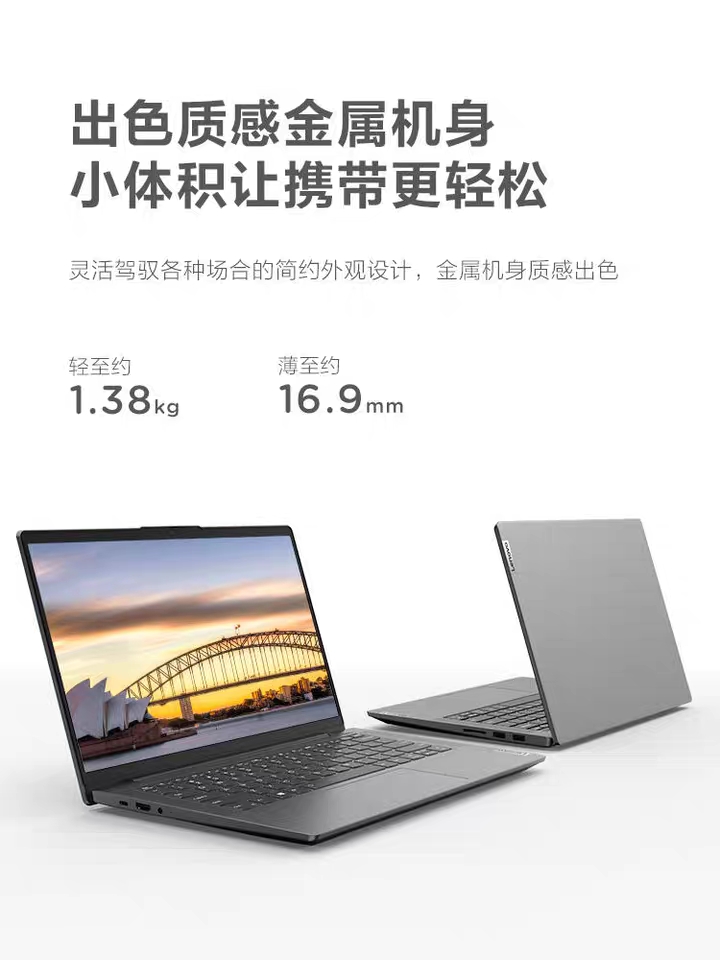 出色质感金属机身
小体积让携带更轻松
灵活驾驭各种场合的简约外观设计，金属机身质感出色
轻至约
1.38kg
薄至约
16.9mm
Lenovo